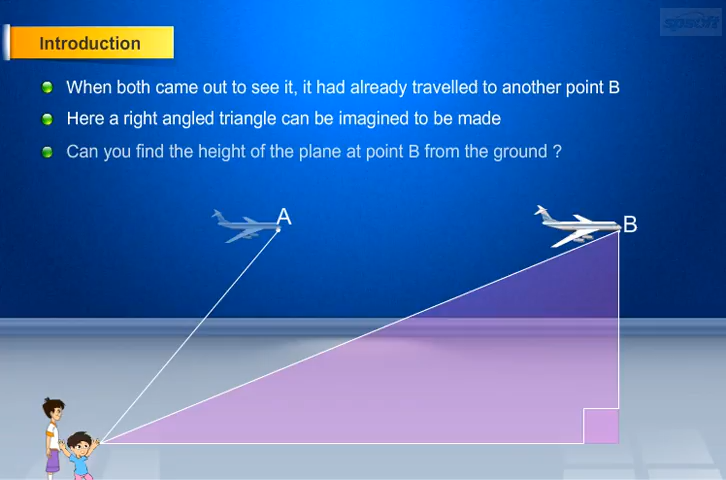 spsoft
Introduction
When both came out to see it, it had already travelled to another point B
Here a right angled triangle can be imagined to be made
Can you find the height of the plane at point B from the ground ?
A
B